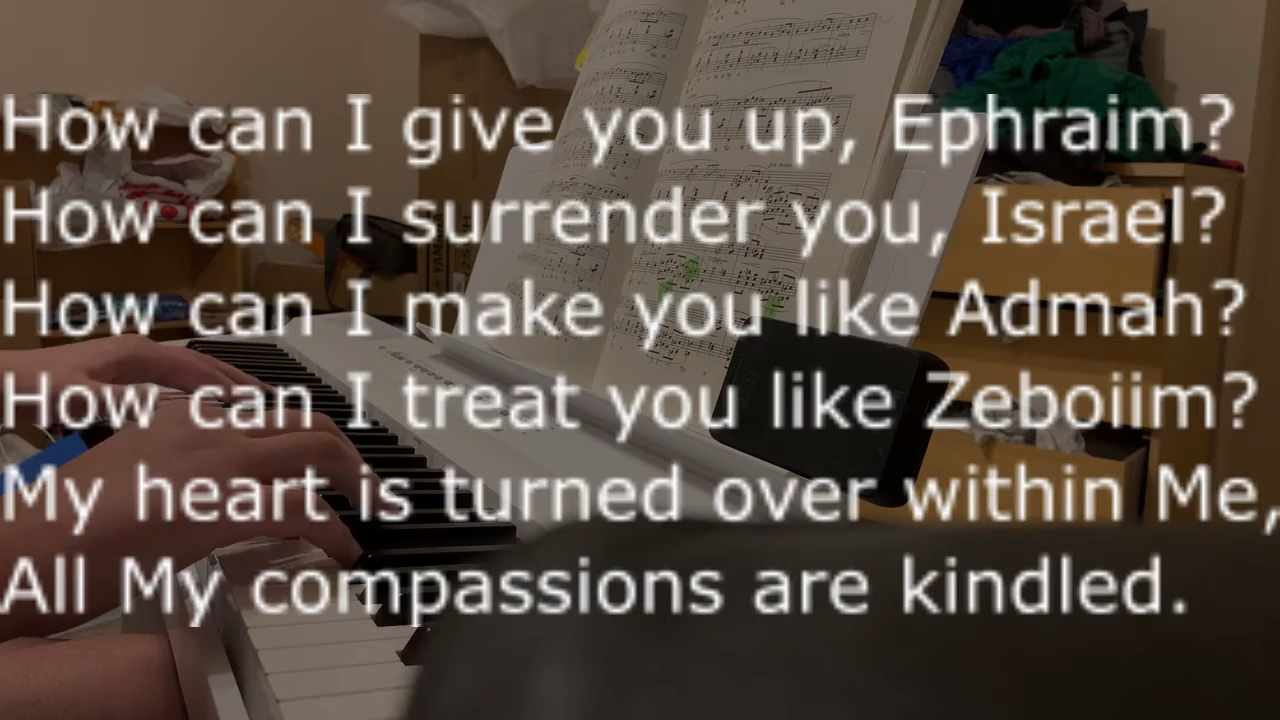 How can I give you up, Ephraim?
How can I surrender you, Israel?
How can I make you like Admah?
How can I treat you like Zeboiim?
My heart is turned over within Me,
All My compassions are kindled.